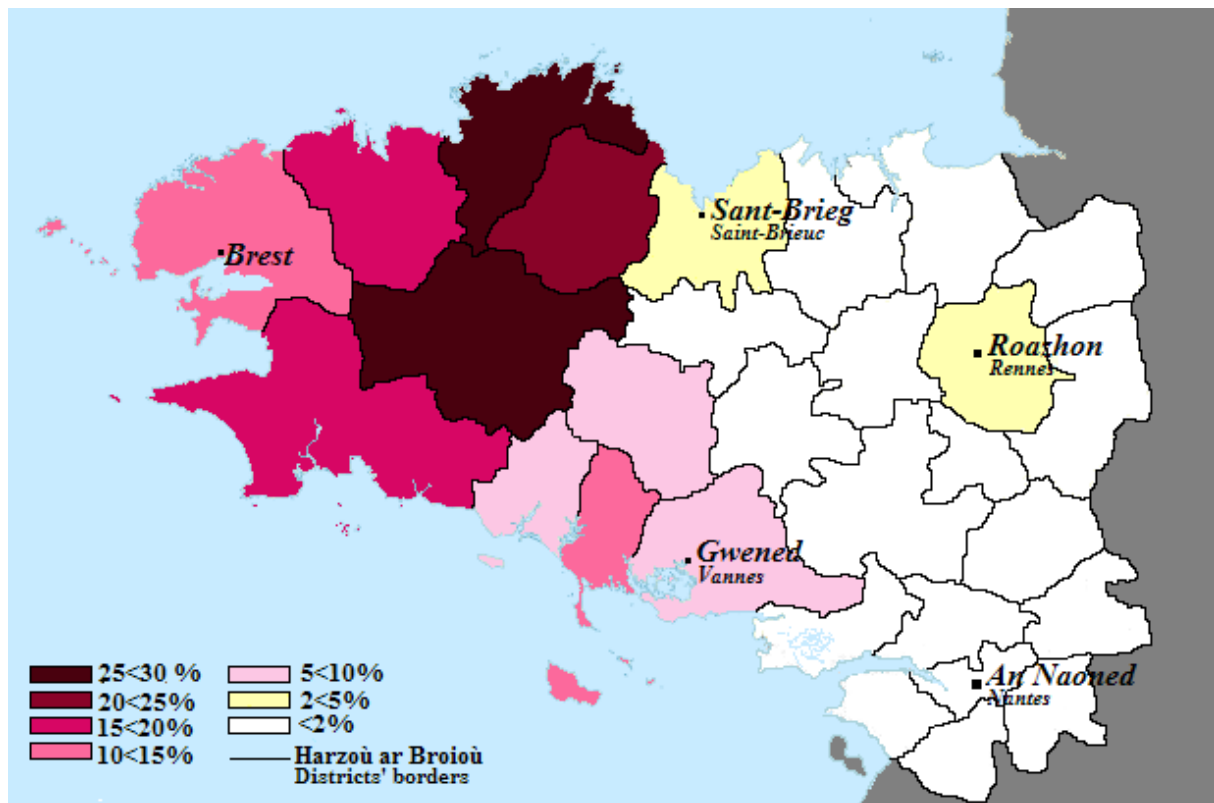 Sant-Brieg
Saint-Brieuc
Brest
Roazhon
Rennes
Gwened
Vannes
An Naoned
Nantes
25<30 %
20<25%
15<20%
10<15%
5<10%
2<5%
<2%
Harzoù ar Broioù
Districts' borders